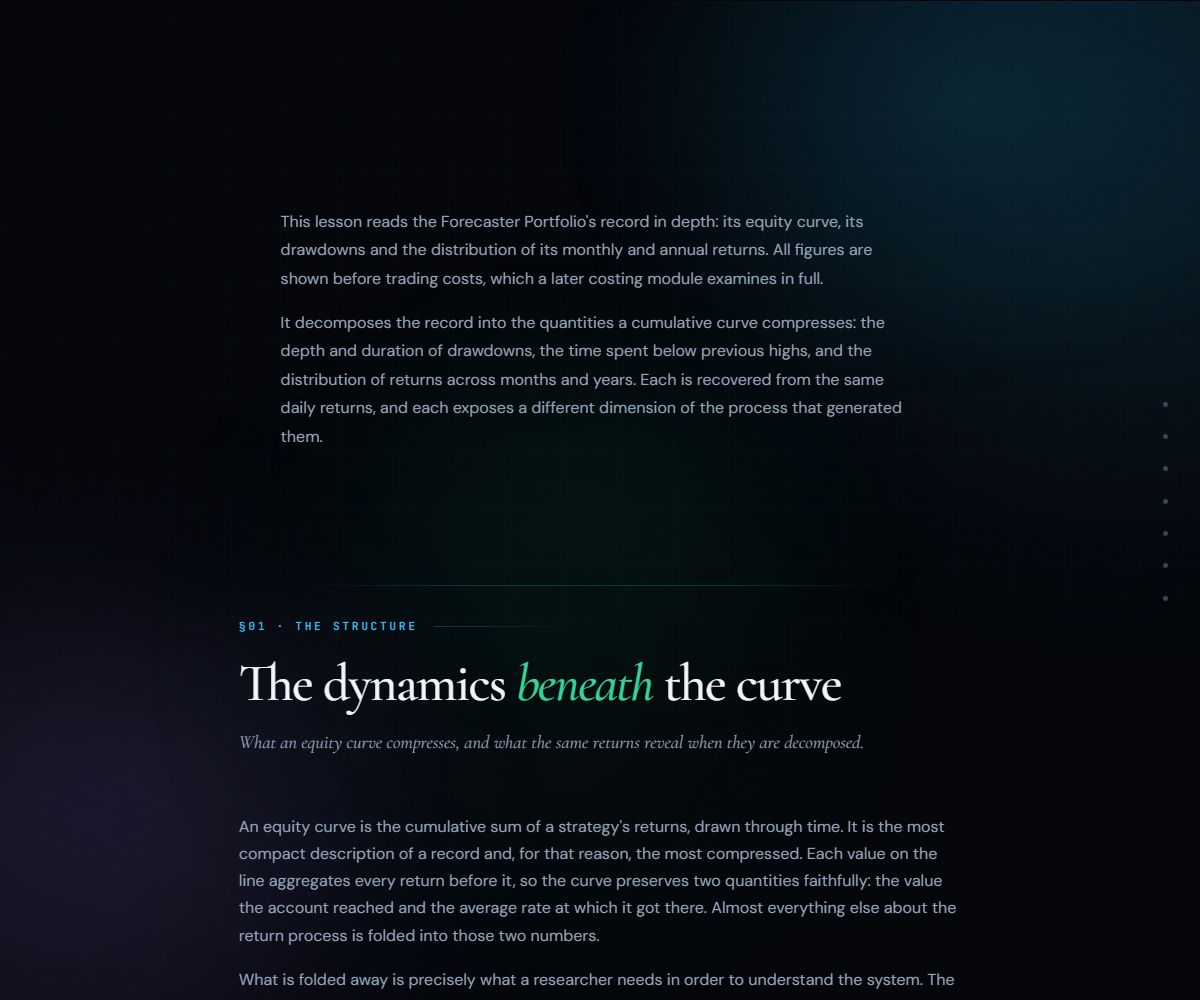 This lesson reads the Forecaster Portfolio's record in depth: its equity curve, its
drawdowns and the distribution of its monthly and annual returns. All figures are
shown before trading costs, which a later costing module examines in full.
It decomposes the record into the quantities a cumulative curve compresses: the
depth and duration of drawdowns, the time spent below previous highs, and the
distribution of returns across months and years. Each is recovered from the same
daily returns, and each exposes a different dimension of the process that generated
them.
§01 · THE STRUCTURE
The dynamics beneath the curve
What an equity curve compresses, and what the same returns reveal when they are decomposed.
An equity curve is the cumulative sum of a strategy's returns, drawn through time. It is the most
compact description of a record and, for that reason, the most compressed. Each value on the
line aggregates every return before it, so the curve preserves two quantities faithfully: the value
the account reached and the average rate at which it got there. Almost everything else about the
return process is folded into those two numbers.
What is folded away is precisely what a researcher needs in order to understand the system. The